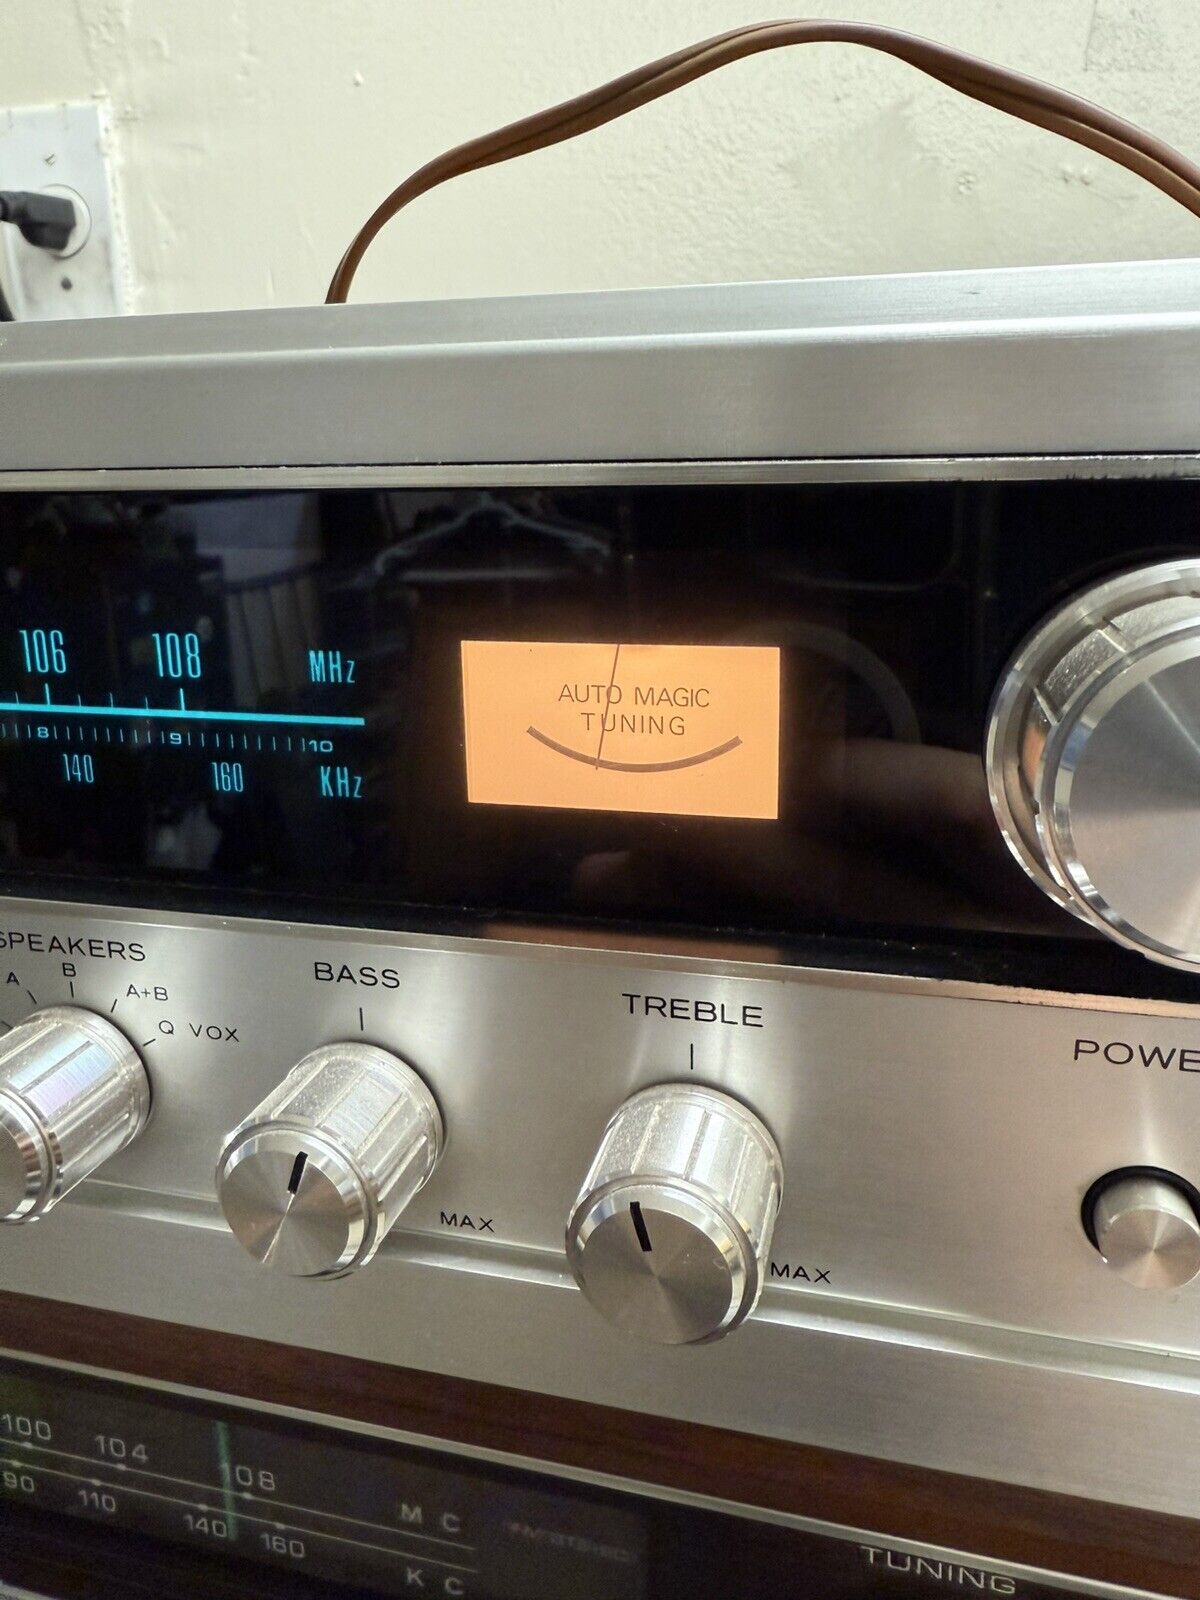 106 108 MHz
8 9 10
140 160 KHz
AUTO MAGIC
TUNING
SPEAKERS
A B A+B Q VOX
BASS
MAX
TREBLE
MAX
POWE
100 104 108 MC
90 110 140 160 KC
TUNING